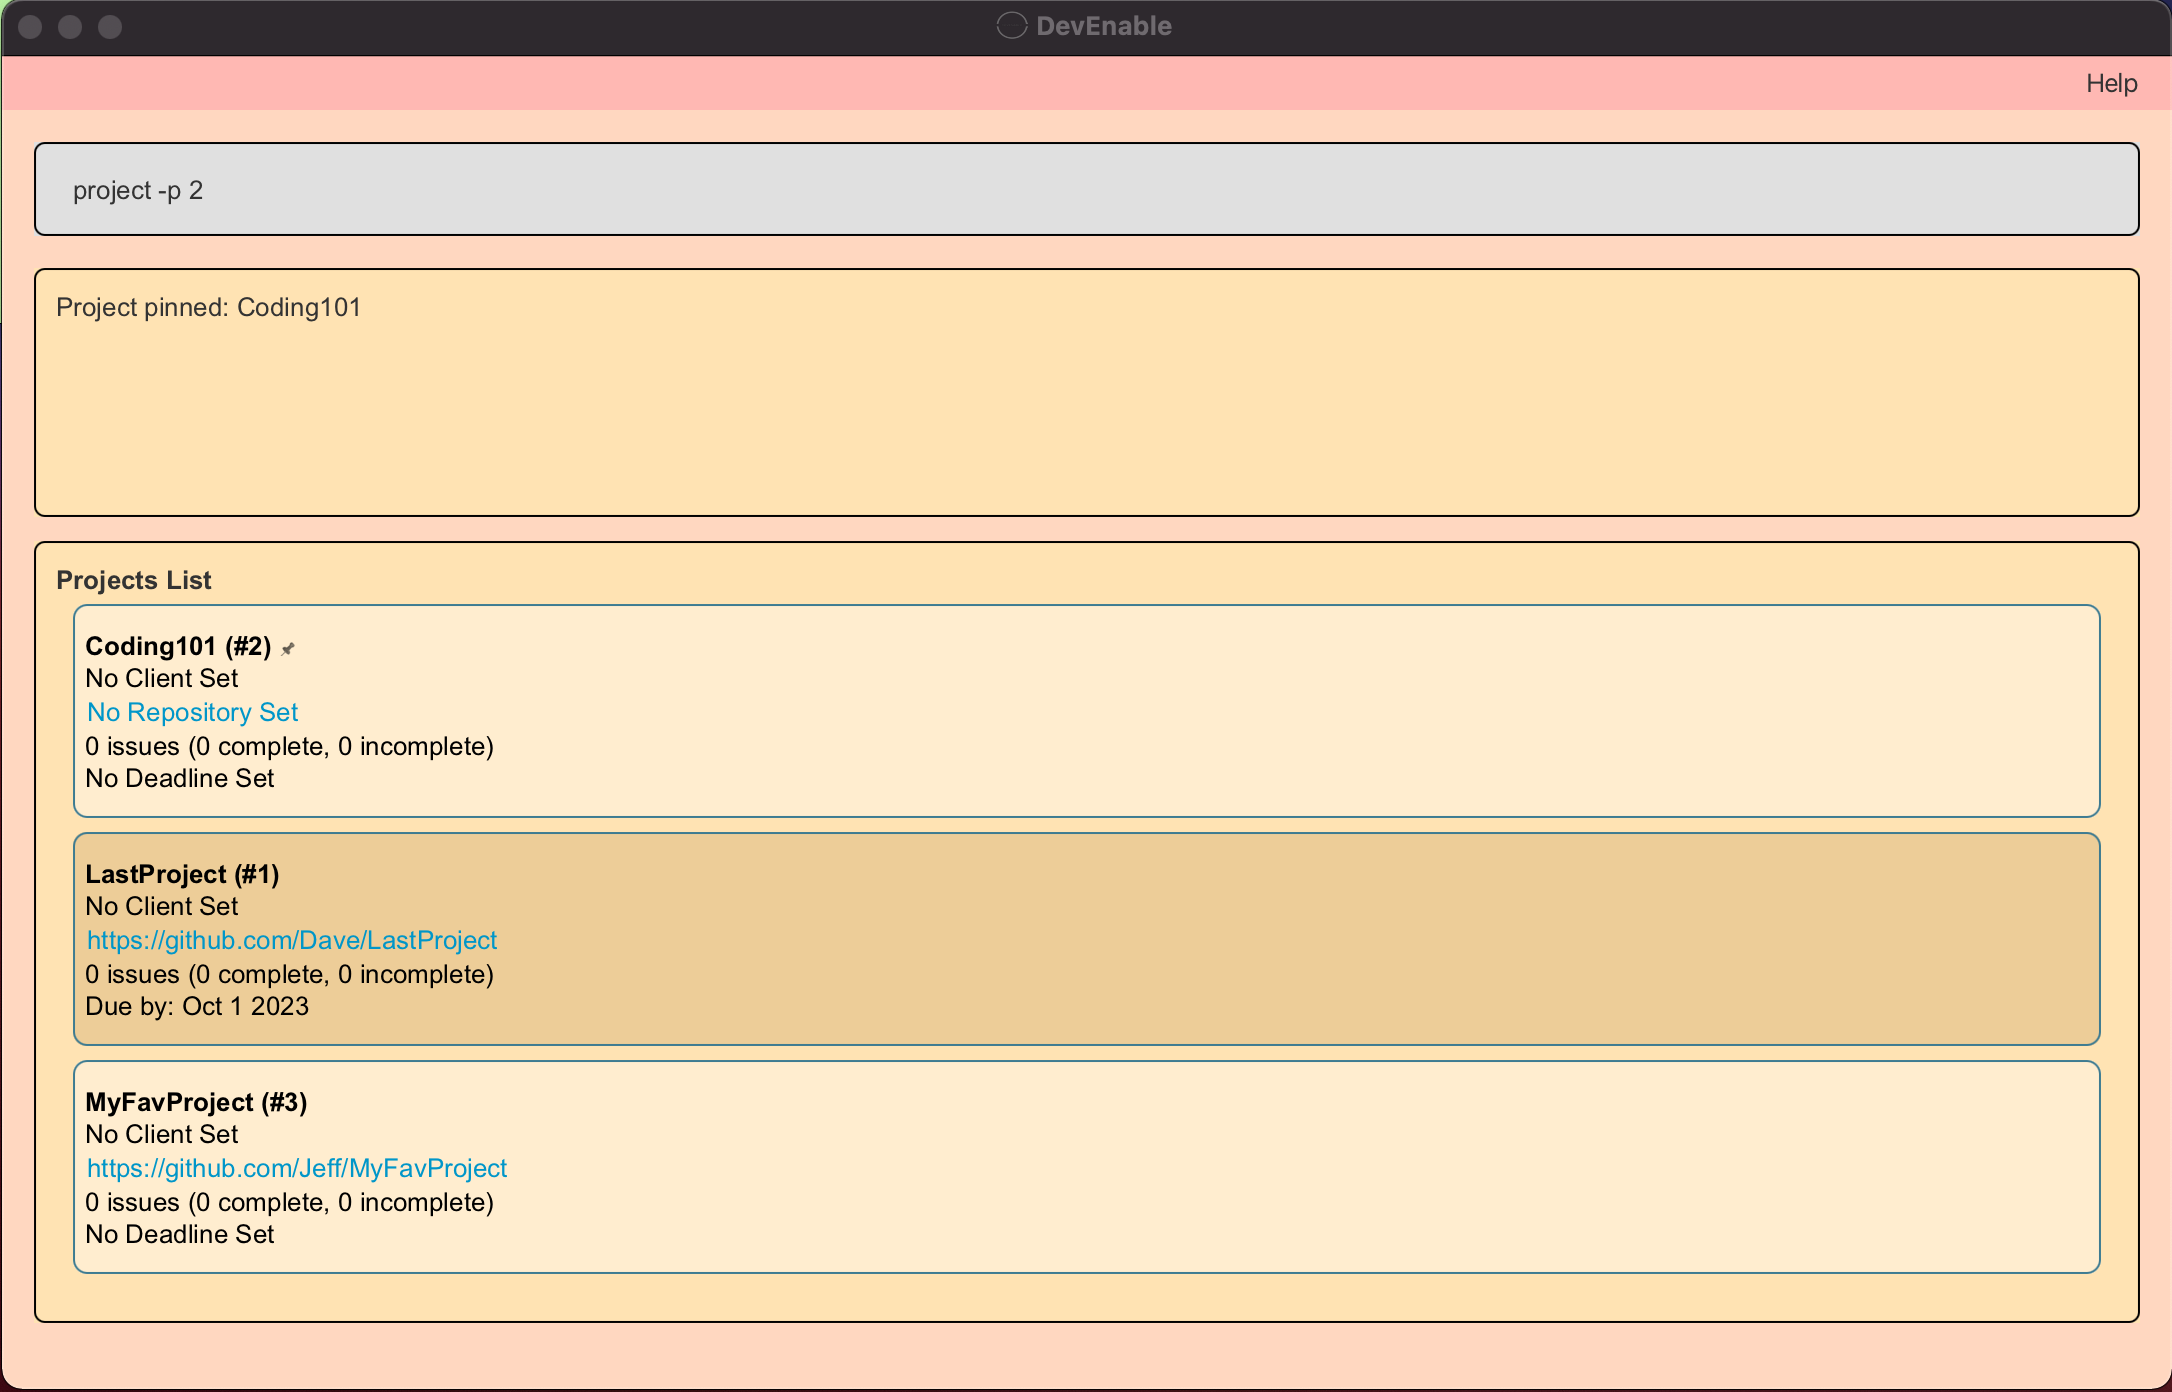 DevEnable
Help
project -p 2
Project pinned: Coding101
Projects List
Coding101 (#2)
No Client Set
No Repository Set
0 issues (0 complete, 0 incomplete)
No Deadline Set
LastProject (#1)
No Client Set
https://github.com/Dave/LastProject
0 issues (0 complete, 0 incomplete)
Due by: Oct 1 2023
MyFavProject (#3)
No Client Set
https://github.com/Jeff/MyFavProject
0 issues (0 complete, 0 incomplete)
No Deadline Set